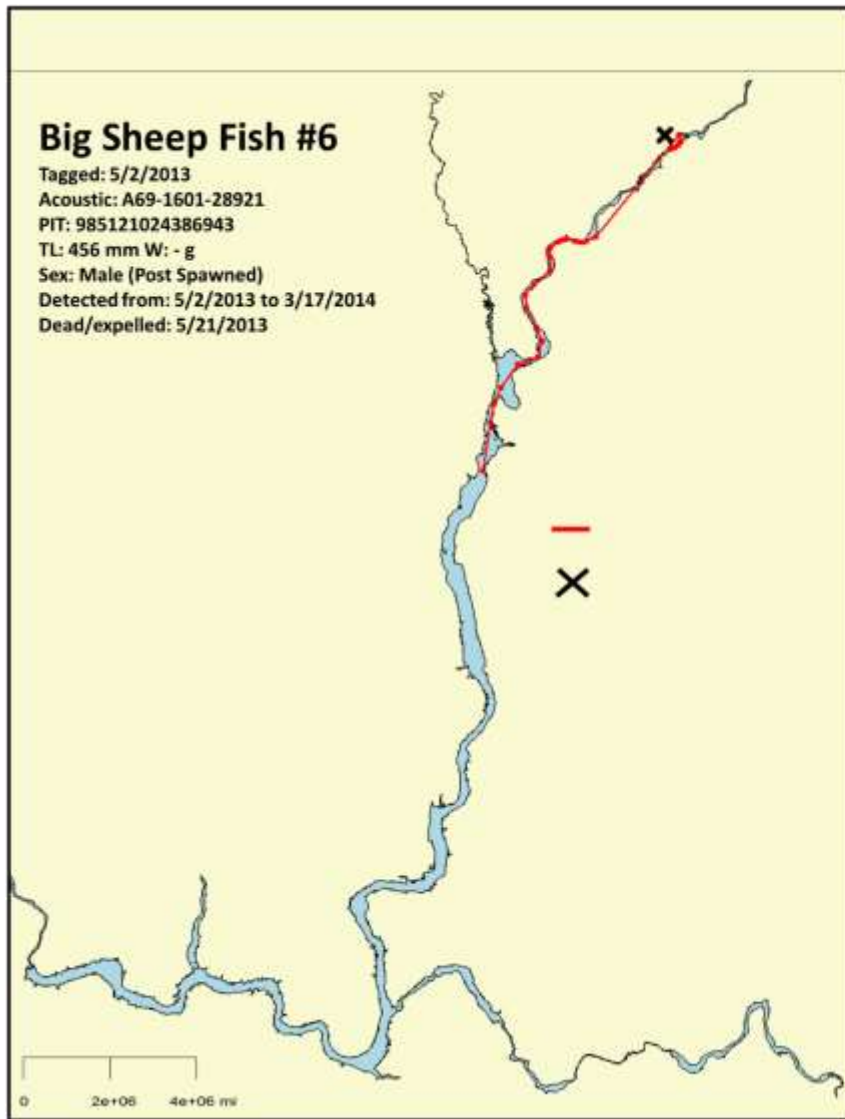 Big Sheep Fish #6
Tagged: 5/2/2013
Acoustic: A69-1601-28921
PIT: 985121024386943
TL: 456 mm W: - g
Sex: Male (Post Spawned)
Detected from: 5/2/2013 to 3/17/2014
Dead/expelled: 5/21/2013
0 2e+06 4e+06 mi